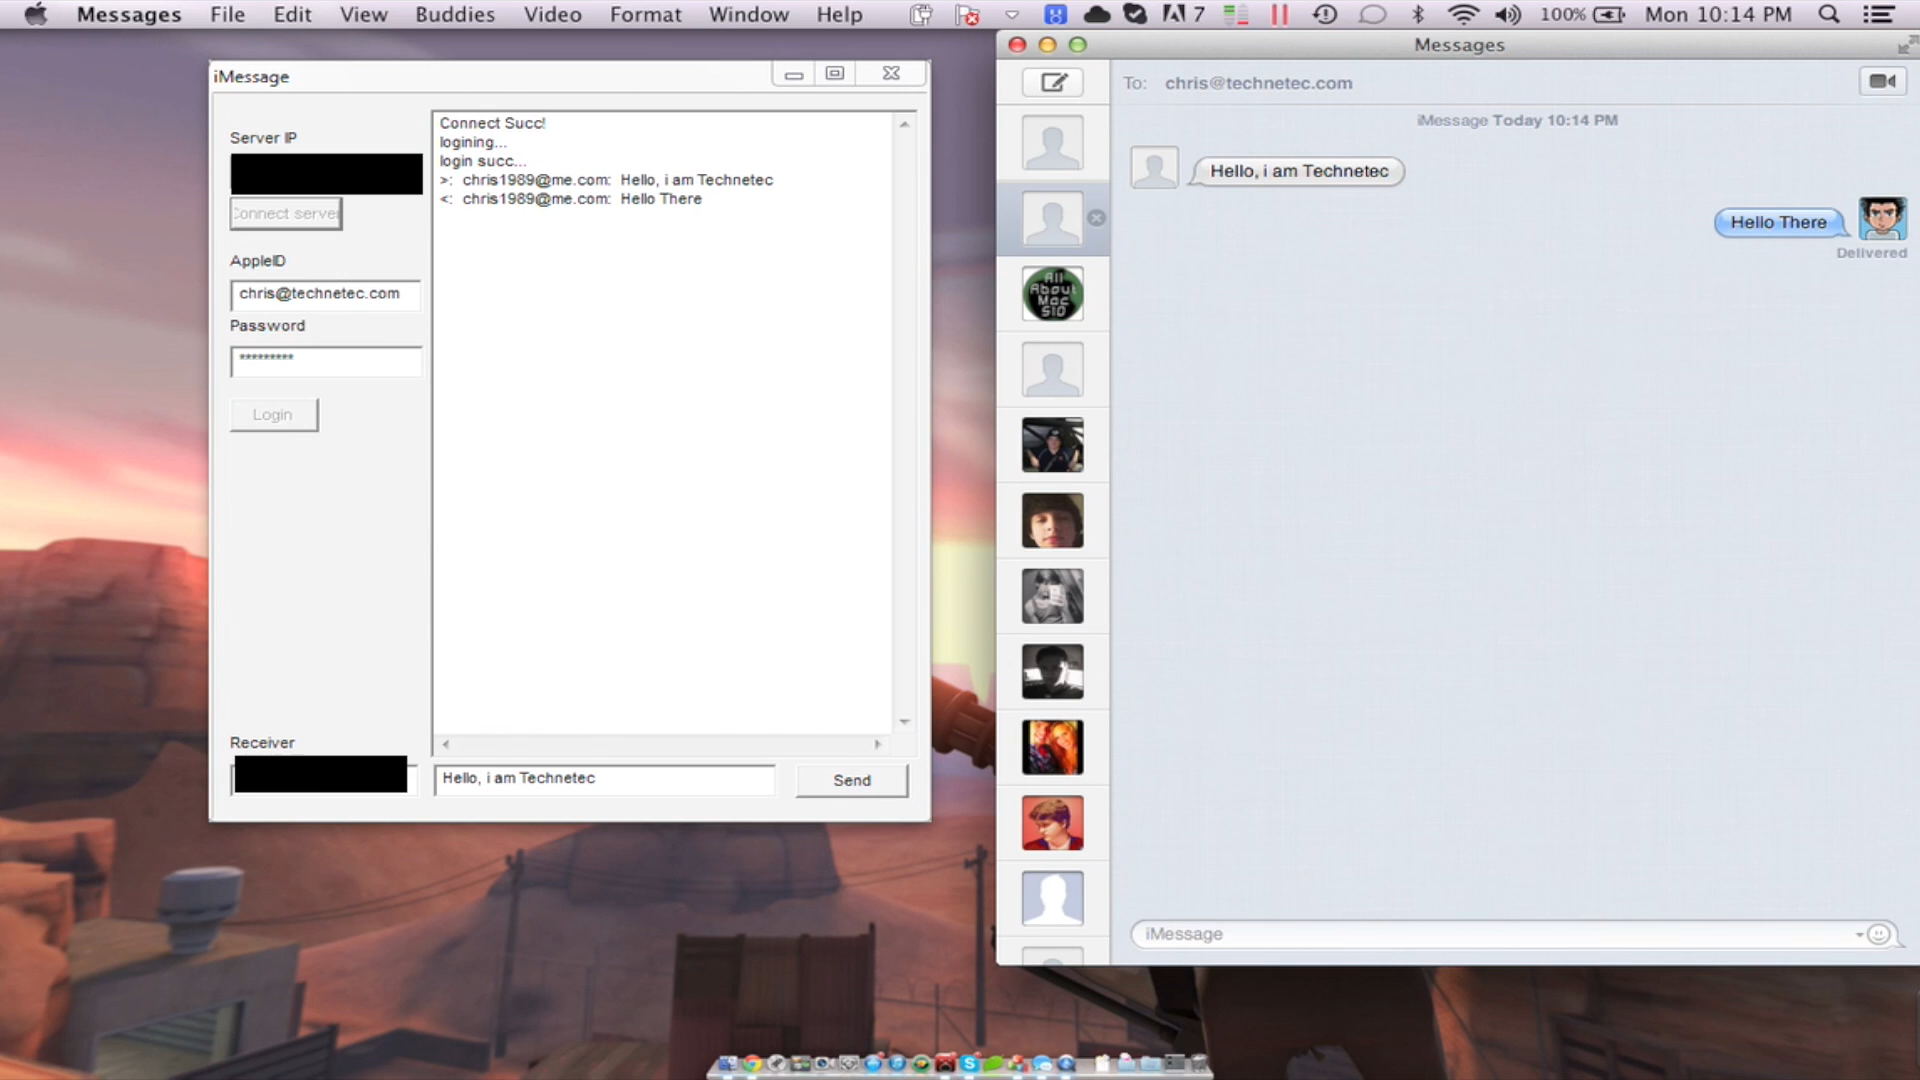 Messages File Edit View Buddies Video Format Window Help 7 100% Mon 10:14 PM
iMessage
Server IP
Connect server
AppleID
chris@technetec.com
Password
*********
Login
Receiver
Connect Succ!
logining...
login succ...
>: chris1989@me.com: Hello, i am Technetec
<: chris1989@me.com: Hello There
Hello, i am Technetec
Send
Messages
To: chris@technetec.com
iMessage Today 10:14 PM
Hello, i am Technetec
Hello There
Delivered
All
About
Mac
510
iMessage